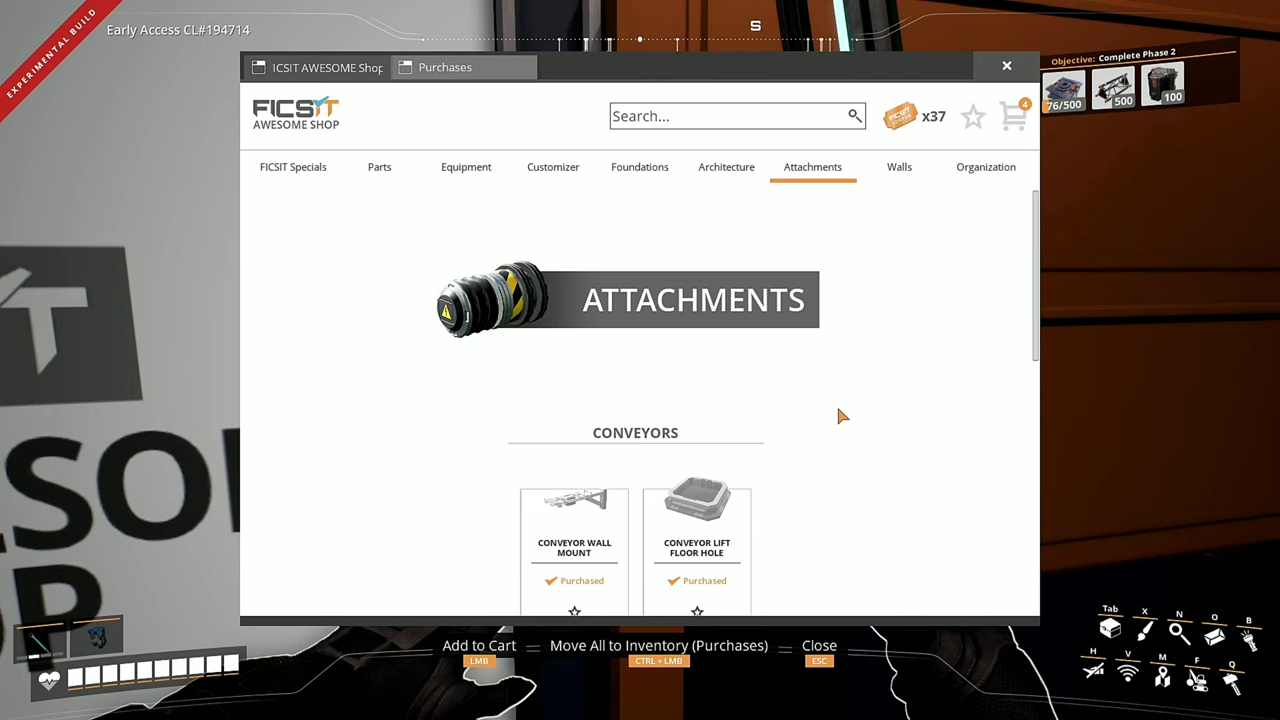 EXPERIMENTAL BUILD
Early Access CL#194714
S
Objective: Complete Phase 2
76/500
500
100
ICSIT AWESOME Shop
Purchases
FICSIT
AWESOME SHOP
Search...
x37
4
FICSIT Specials
Parts
Equipment
Customizer
Foundations
Architecture
Attachments
Walls
Organization
ATTACHMENTS
CONVEYORS
CONVEYOR WALL
MOUNT
Purchased
CONVEYOR LIFT
FLOOR HOLE
Purchased
Add to Cart
LMB
Move All to Inventory (Purchases)
CTRL + LMB
Close
ESC
Tab
X
N
O
B
H
V
M
F
Q